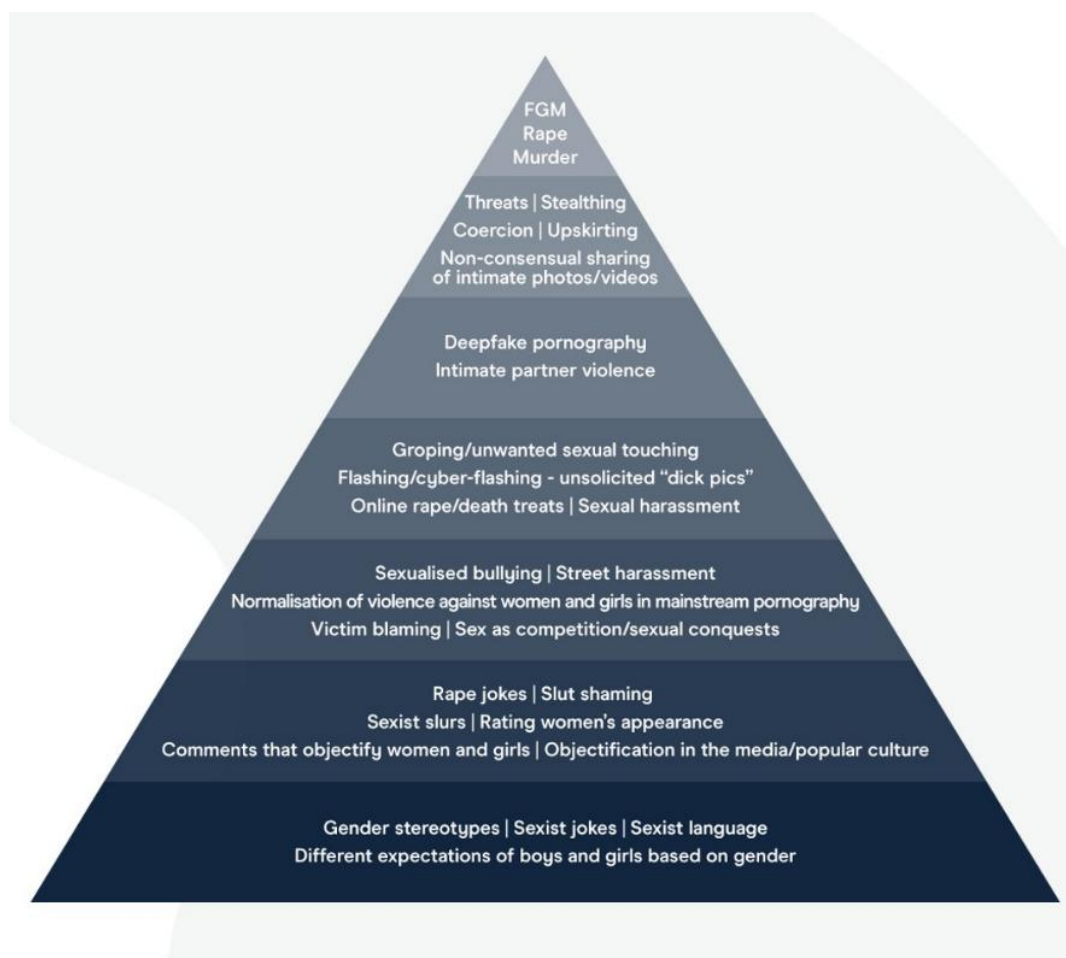 FGM
Rape
Murder
Threats | Stealthing
Coercion | Upskirting
Non-consensual sharing
of intimate photos/videos
Deepfake pornography
Intimate partner violence
Groping/unwanted sexual touching
Flashing/cyber-flashing - unsolicited “dick pics”
Online rape/death treats | Sexual harassment
Sexualised bullying | Street harassment
Normalisation of violence against women and girls in mainstream pornography
Victim blaming | Sex as competition/sexual conquests
Rape jokes | Slut shaming
Sexist slurs | Rating women’s appearance
Comments that objectify women and girls | Objectification in the media/popular culture
Gender stereotypes | Sexist jokes | Sexist language
Different expectations of boys and girls based on gender